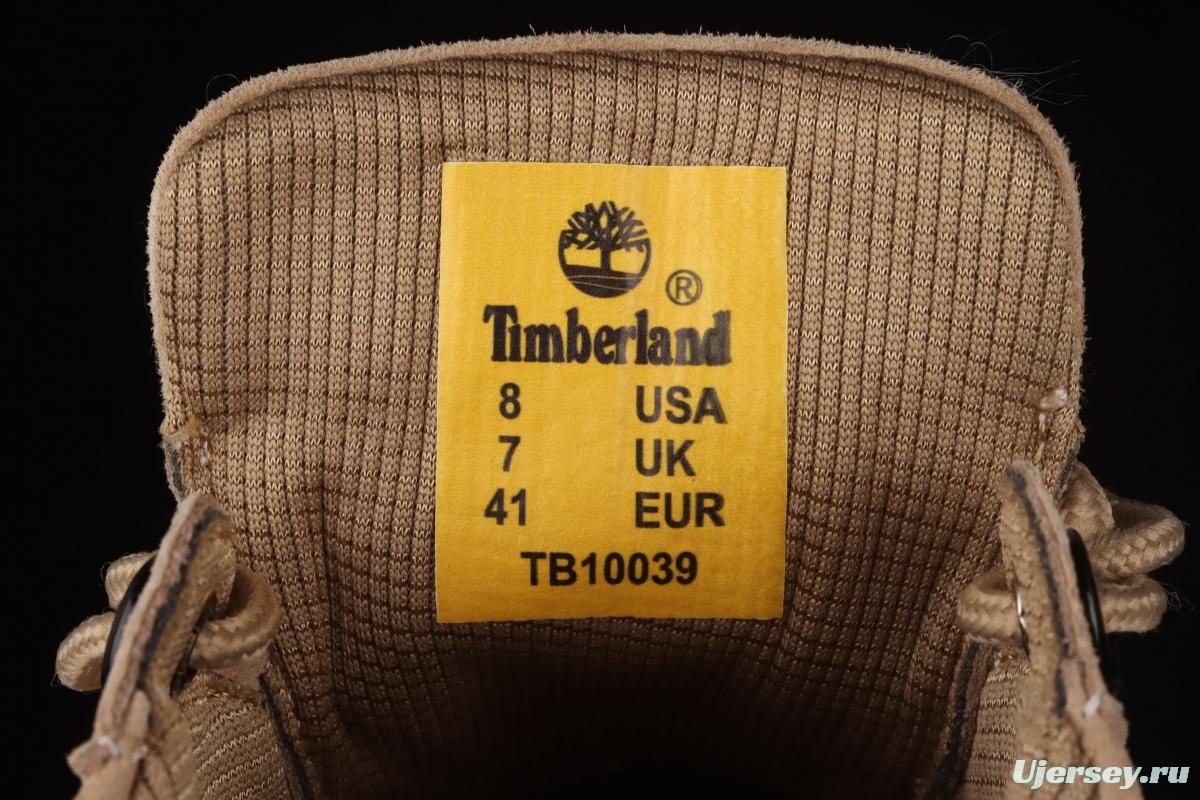 ®
Timberland
8 USA
7 UK
41 EUR
TB10039
Ujersey.ru